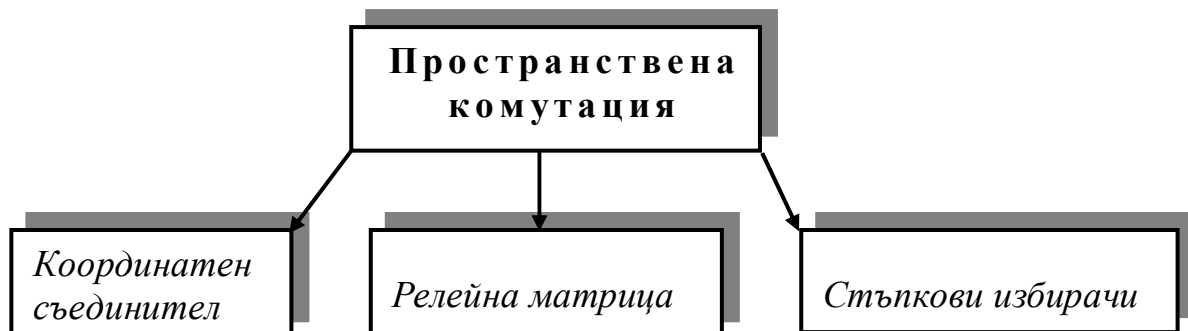 Пространствена
комутация
Координатен
съединител
Релейна матрица
Стъпкови избирачи